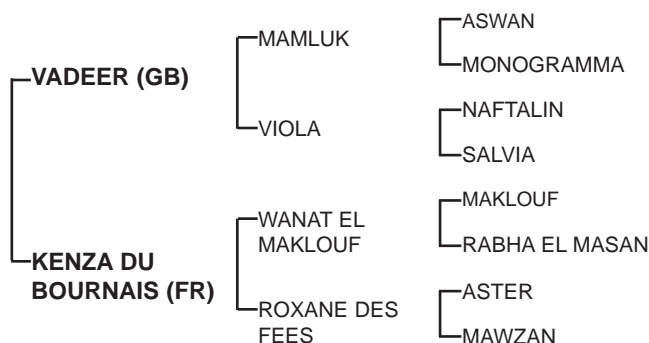 VADEER (GB)
KENZA DU
BOURNAIS (FR)
MAMLUK
VIOLA
WANAT EL
MAKLOUF
ROXANE DES
FEES
ASWAN
MONOGRAMMA
NAFTALIN
SALVIA
MAKLOUF
RABHA EL MASAN
ASTER
MAWZAN